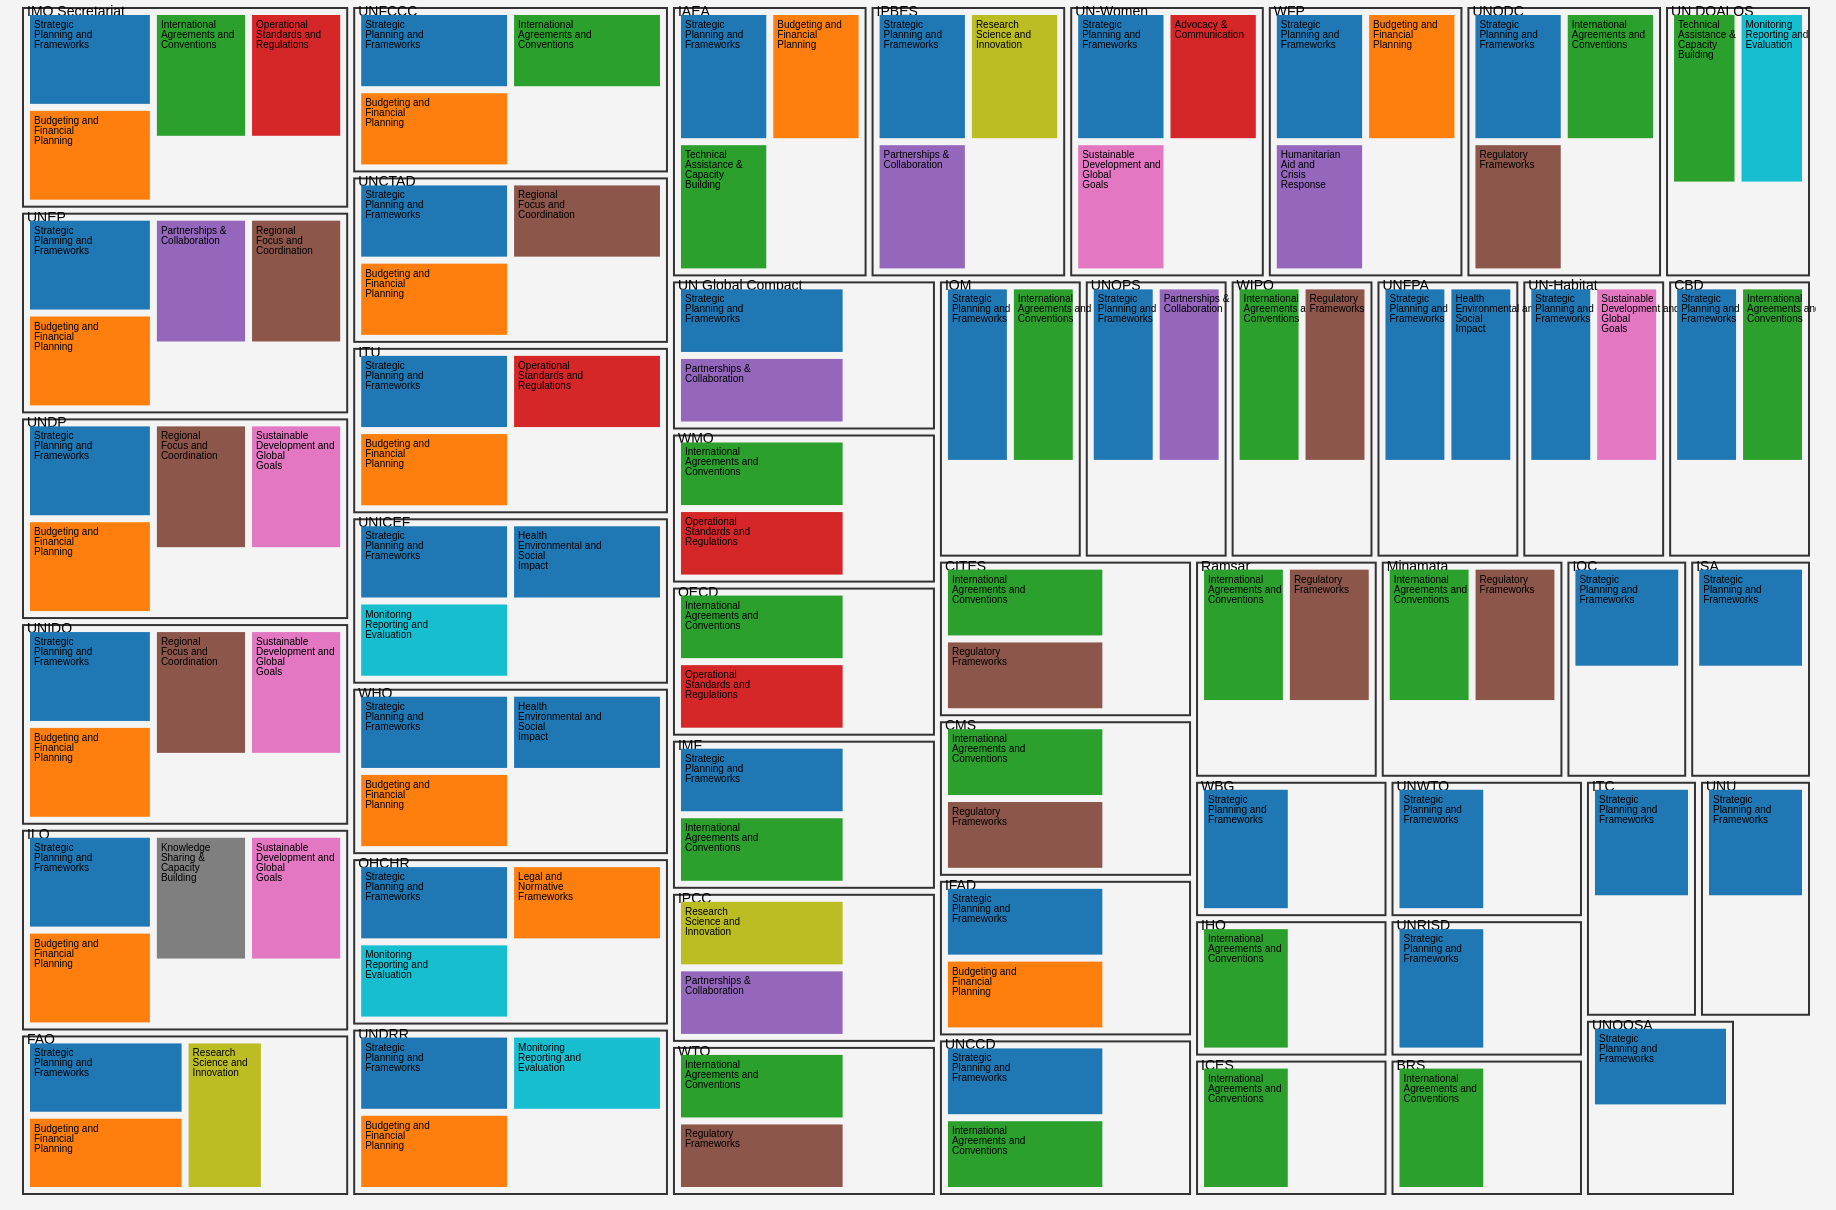 IMO Secretariat
Strategic
Planning and
Frameworks
International
Agreements and
Conventions
Operational
Standards and
Regulations
Budgeting and
Financial
Planning
UNEP
Strategic
Planning and
Frameworks
Partnerships &
Collaboration
Regional
Focus and
Coordination
Budgeting and
Financial
Planning
UNDP
Strategic
Planning and
Frameworks
Regional
Focus and
Coordination
Sustainable
Development and
Global
Goals
Budgeting and
Financial
Planning
UNIDO
Strategic
Planning and
Frameworks
Regional
Focus and
Coordination
Sustainable
Development and
Global
Goals
Budgeting and
Financial
Planning
ILO
Strategic
Planning and
Frameworks
Knowledge
Sharing &
Capacity
Building
Sustainable
Development and
Global
Goals
Budgeting and
Financial
Planning
FAO
Strategic
Planning and
Frameworks
Research
Science and
Innovation
Budgeting and
Financial
Planning
UNFCCC
Strategic
Planning and
Frameworks
International
Agreements and
Conventions
Budgeting and
Financial
Planning
UNCTAD
Strategic
Planning and
Frameworks
Regional
Focus and
Coordination
Budgeting and
Financial
Planning
ITU
Strategic
Planning and
Frameworks
Operational
Standards and
Regulations
Budgeting and
Financial
Planning
UNICEF
Strategic
Planning and
Frameworks
Health
Environmental and
Social
Impact
Monitoring
Reporting and
Evaluation
WHO
Strategic
Planning and
Frameworks
Health
Environmental and
Social
Impact
Budgeting and
Financial
Planning
OHCHR
Strategic
Planning and
Frameworks
Legal and
Normative
Frameworks
Monitoring
Reporting and
Evaluation
UNDRR
Strategic
Planning and
Frameworks
Monitoring
Reporting and
Evaluation
Budgeting and
Financial
Planning
IAEA
Strategic
Planning and
Frameworks
Budgeting and
Financial
Planning
Technical
Assistance &
Capacity
Building
IPBES
Strategic
Planning and
Frameworks
Research
Science and
Innovation
Partnerships &
Collaboration
UN-Women
Strategic
Planning and
Frameworks
Advocacy &
Communication
Sustainable
Development and
Global
Goals
WFP
Strategic
Planning and
Frameworks
Budgeting and
Financial
Planning
Humanitarian
Aid and
Crisis
Response
UNODC
Strategic
Planning and
Frameworks
International
Agreements and
Conventions
Regulatory
Frameworks
UN DOALOS
Technical
Assistance &
Capacity
Building
Monitoring
Reporting and
Evaluation
UN Global Compact
Strategic
Planning and
Frameworks
Partnerships &
Collaboration
WMO
International
Agreements and
Conventions
Operational
Standards and
Regulations
OECD
International
Agreements and
Conventions
Operational
Standards and
Regulations
IMF
Strategic
Planning and
Frameworks
International
Agreements and
Conventions
IPCC
Research
Science and
Innovation
Partnerships &
Collaboration
WTO
International
Agreements and
Conventions
Regulatory
Frameworks
IOM
Strategic
Planning and
Frameworks
International
Agreements and
Conventions
UNOPS
Strategic
Planning and
Frameworks
Partnerships &
Collaboration
WIPO
International
Agreements a
Conventions
Regulatory
Frameworks
UNFPA
Strategic
Planning and
Frameworks
Health
Environmental an
Social
Impact
UN-Habitat
Strategic
Planning and
Frameworks
Sustainable
Development and
Global
Goals
CBD
Strategic
Planning and
Frameworks
International
Agreements an
Conventions
CITES
International
Agreements and
Conventions
Regulatory
Frameworks
CMS
International
Agreements and
Conventions
Regulatory
Frameworks
IFAD
Strategic
Planning and
Frameworks
Budgeting and
Financial
Planning
UNCCD
Strategic
Planning and
Frameworks
International
Agreements and
Conventions
Ramsar
International
Agreements and
Conventions
Regulatory
Frameworks
Minamata
International
Agreements and
Conventions
Regulatory
Frameworks
IOC
Strategic
Planning and
Frameworks
ISA
Strategic
Planning and
Frameworks
WBG
Strategic
Planning and
Frameworks
UNWTO
Strategic
Planning and
Frameworks
ITC
Strategic
Planning and
Frameworks
UNU
Strategic
Planning and
Frameworks
IHO
International
Agreements and
Conventions
UNRISD
Strategic
Planning and
Frameworks
ICES
International
Agreements and
Conventions
BRS
International
Agreements and
Conventions
UNOOSA
Strategic
Planning and
Frameworks